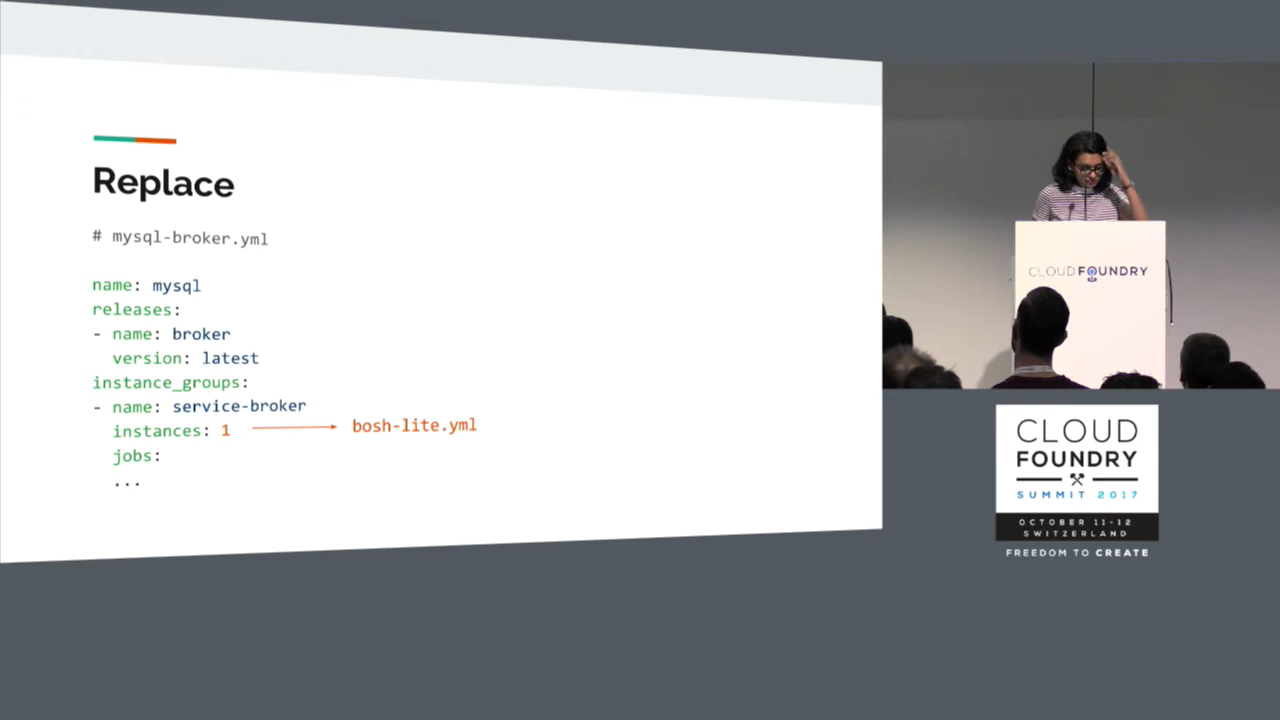 Replace
# mysql-broker.yml
name: mysql
releases:
- name: broker
  version: latest
instance_groups:
- name: service-broker
  instances: 1 bosh-lite.yml
  jobs:
  ...
CLOUD FOUNDRY
CLOUD
FOUNDRY
SUMMIT 2017
OCTOBER 11-12
SWITZERLAND
FREEDOM TO CREATE